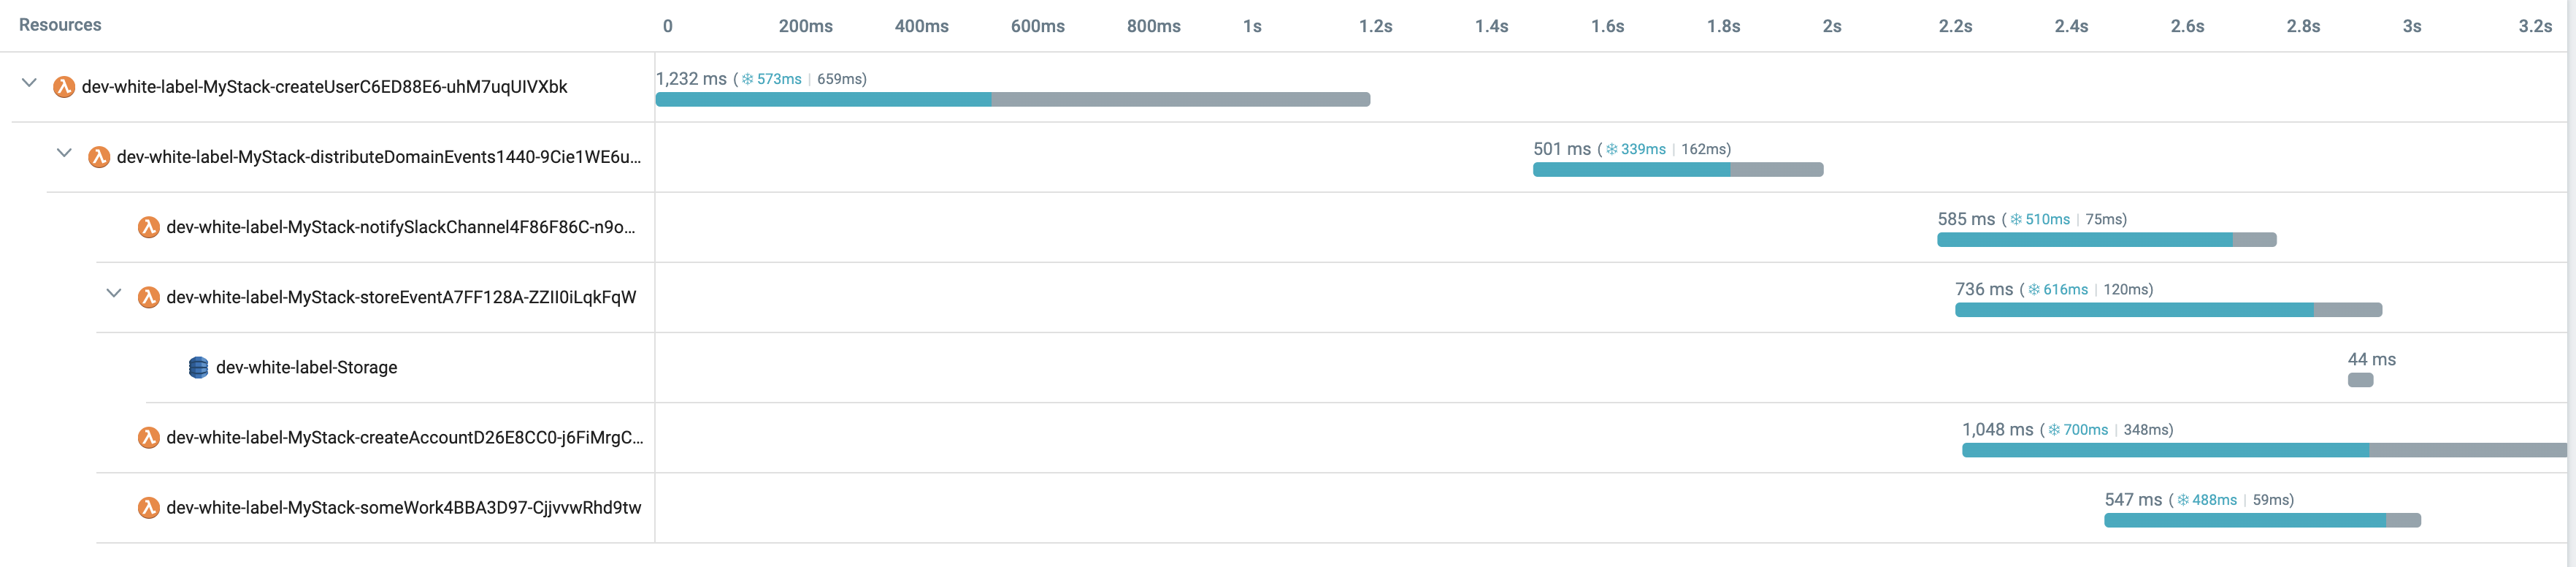 Resources 0 200ms 400ms 600ms 800ms 1s 1.2s 1.4s 1.6s 1.8s 2s 2.2s 2.4s 2.6s 2.8s 3s 3.2s
dev-white-label-MyStack-createUserC6ED88E6-uhM7uqUIVXbk 1,232 ms ( 573ms | 659ms)
dev-white-label-MyStack-distributeDomainEvents1440-9Cie1WE6u... 501 ms ( 339ms | 162ms)
dev-white-label-MyStack-notifySlackChannel4F86F86C-n9o... 585 ms ( 510ms | 75ms)
dev-white-label-MyStack-storeEventA7FF128A-ZZII0iLqkFqW 736 ms ( 616ms | 120ms)
dev-white-label-Storage 44 ms
dev-white-label-MyStack-createAccountD26E8CC0-j6FiMrgC... 1,048 ms ( 700ms | 348ms)
dev-white-label-MyStack-someWork4BBA3D97-CjjvvwRhd9tw 547 ms ( 488ms | 59ms)